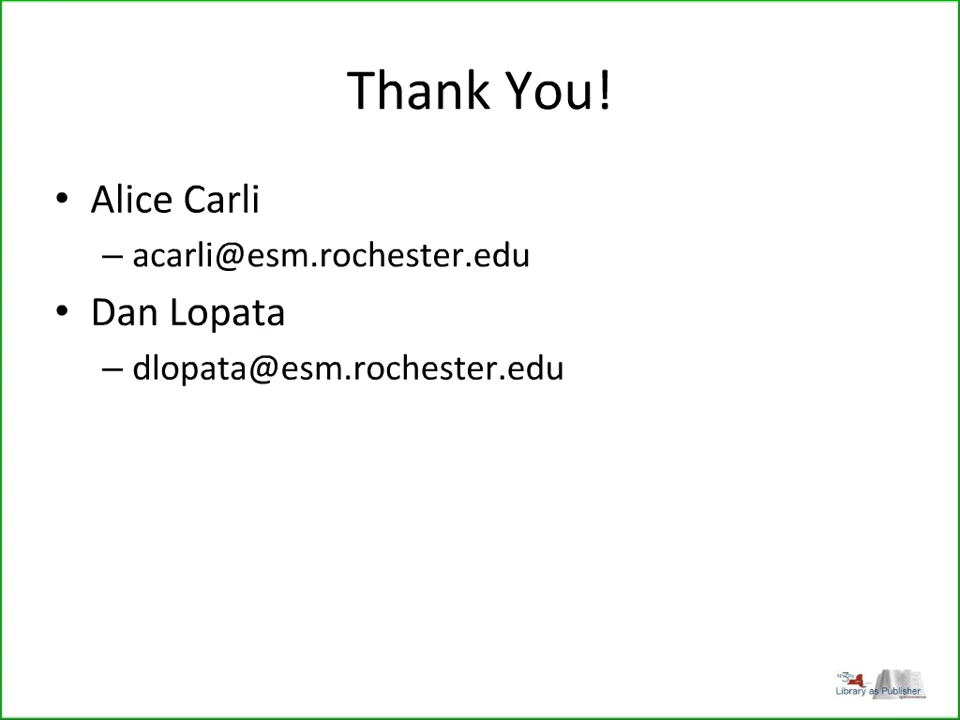 Thank You!
• Alice Carli
– acarli@esm.rochester.edu
• Dan Lopata
– dlopata@esm.rochester.edu
Library as Publisher